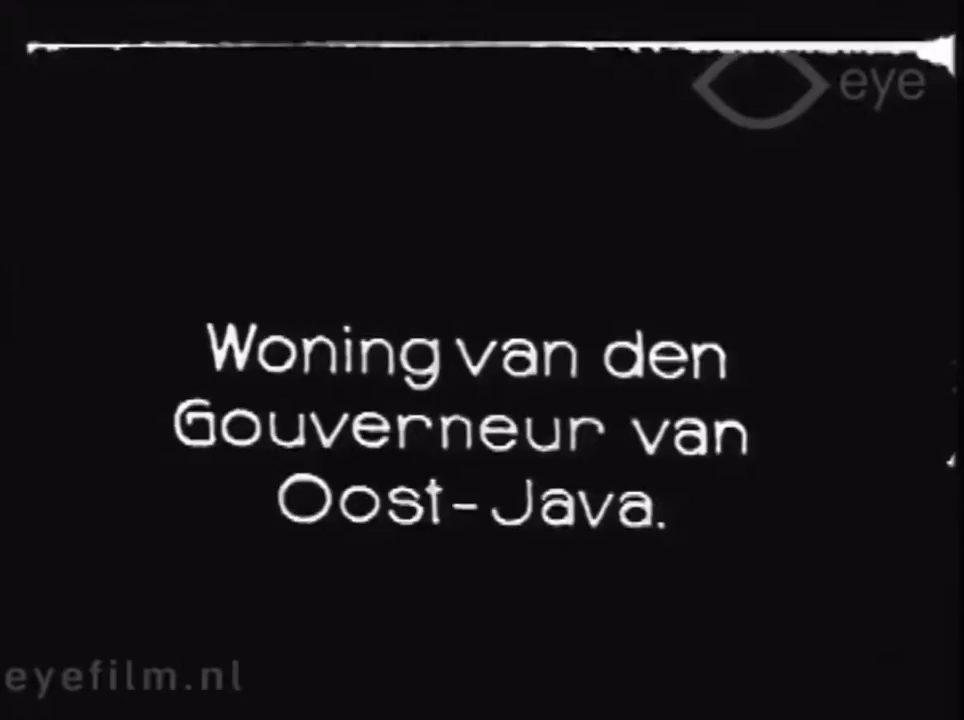 eye
Woning van den
Gouverneur van
Oost-Java.
eyefilm.nl